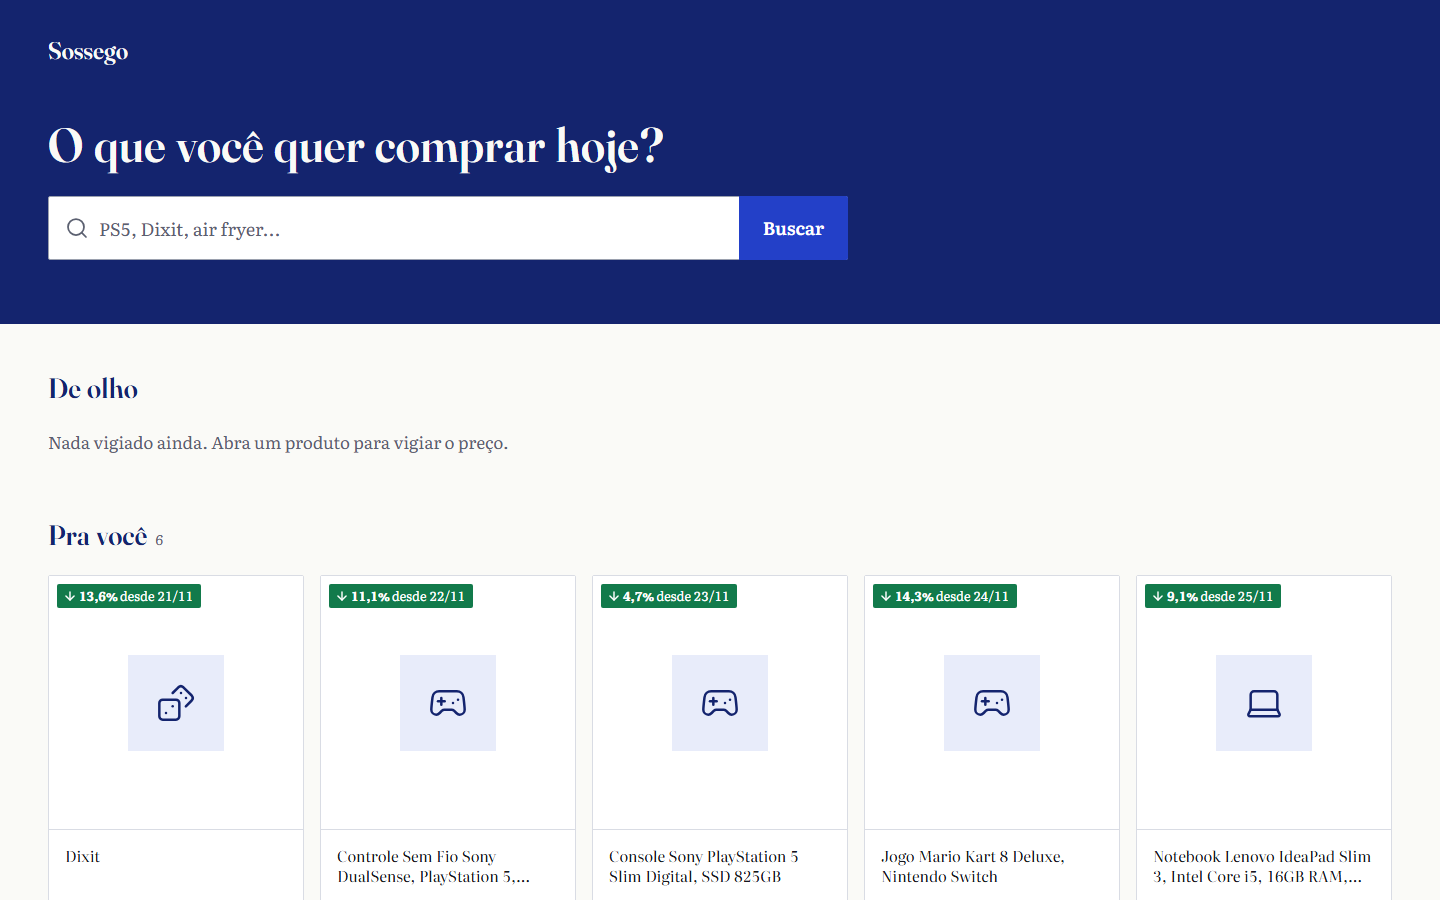 Sossego
O que você quer comprar hoje?
PS5, Dixit, air fryer...
Buscar
De olho
Nada vigiado ainda. Abra um produto para vigiar o preço.
Pra você 6
↓ 13,6% desde 21/11
↓ 11,1% desde 22/11
↓ 4,7% desde 23/11
↓ 14,3% desde 24/11
↓ 9,1% desde 25/11
Dixit
Controle Sem Fio Sony
DualSense, PlayStation 5,...
Console Sony PlayStation 5
Slim Digital, SSD 825GB
Jogo Mario Kart 8 Deluxe,
Nintendo Switch
Notebook Lenovo IdeaPad Slim
3, Intel Core i5, 16GB RAM,...